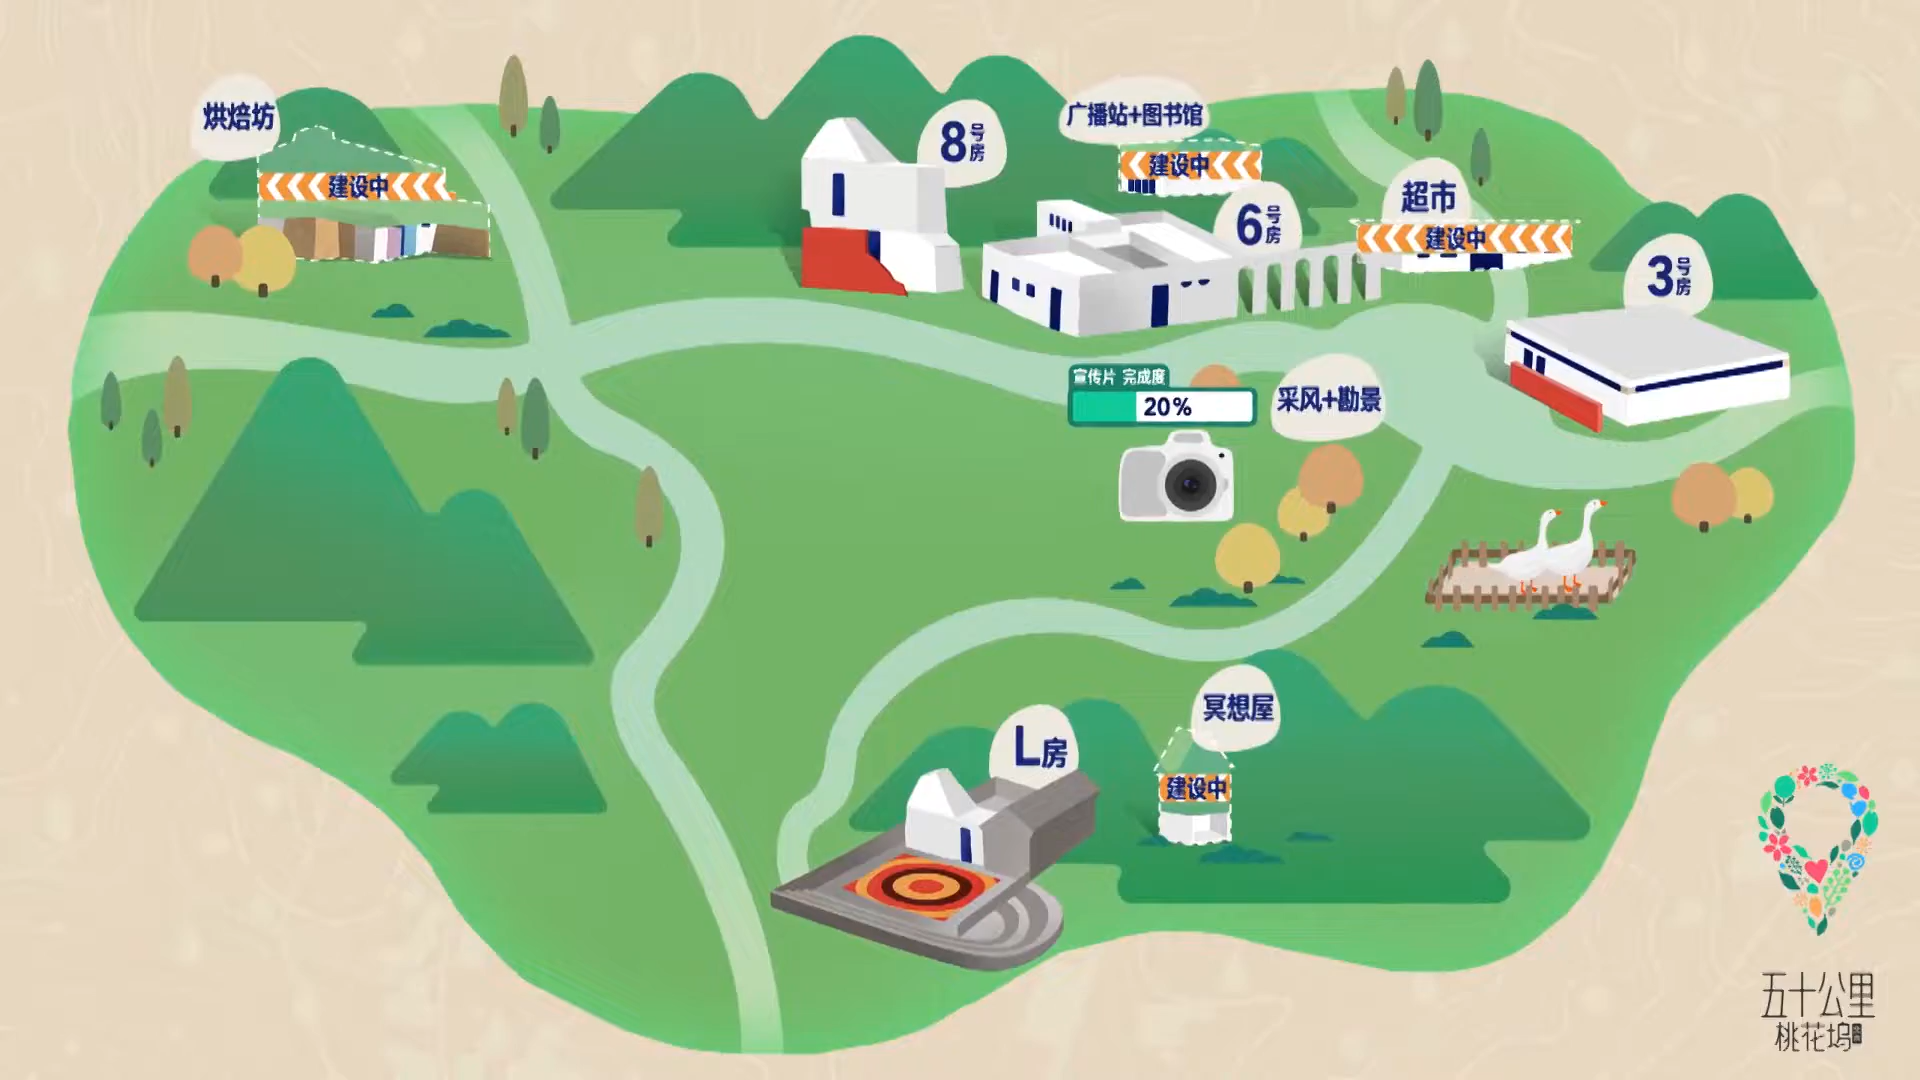 烘焙坊
建设中
8号房
广播站+图书馆
建设中
6号房
超市
建设中
3号房
宣传片 完成度
20%
采风+勘景
L房
冥想屋
建设中
五十公里
桃花坞